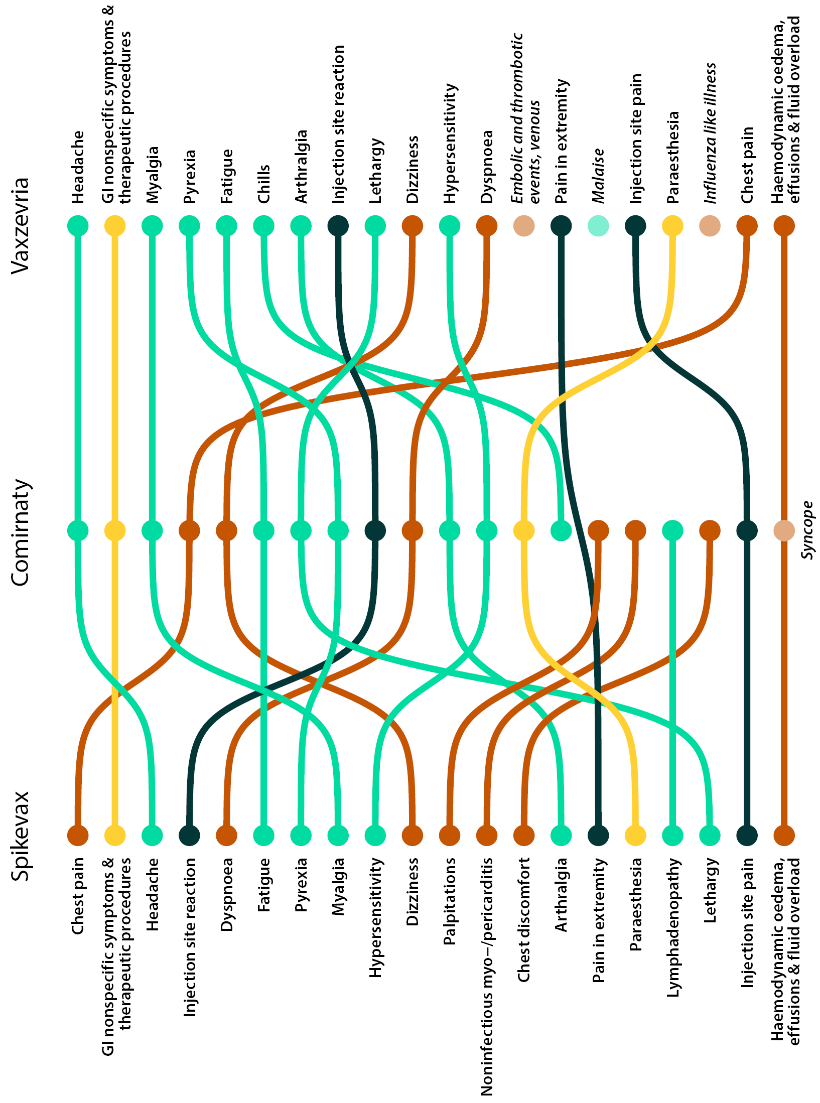 Vaxzevria
Headache
GI nonspecific symptoms &
therapeutic procedures
Myalgia
Pyrexia
Fatigue
Chills
Arthralgia
Injection site reaction
Lethargy
Dizziness
Hypersensitivity
Dyspnoea
Embolic and thrombotic
events, venous
Pain in extremity
Malaise
Injection site pain
Paraesthesia
Influenza like illness
Chest pain
Haemodynamic oedema,
effusions & fluid overload
Comirnaty
Syncope
Spikevax
Chest pain
GI nonspecific symptoms &
therapeutic procedures
Headache
Injection site reaction
Dyspnoea
Fatigue
Pyrexia
Myalgia
Hypersensitivity
Dizziness
Palpitations
Noninfectious myo−/pericarditis
Chest discomfort
Arthralgia
Pain in extremity
Paraesthesia
Lymphadenopathy
Lethargy
Injection site pain
Haemodynamic oedema,
effusions & fluid overload